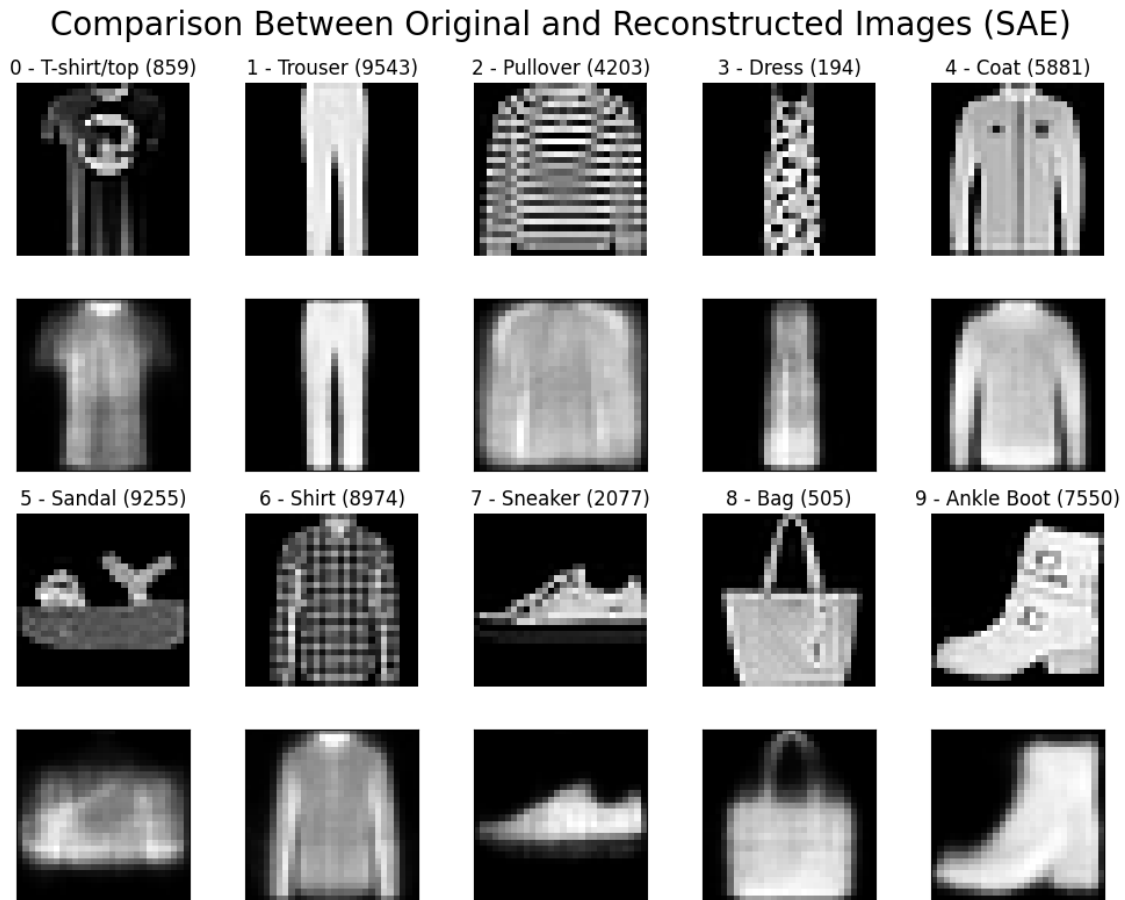 Comparison Between Original and Reconstructed Images (SAE)
0 - T-shirt/top (859)
1 - Trouser (9543)
2 - Pullover (4203)
3 - Dress (194)
4 - Coat (5881)
5 - Sandal (9255)
6 - Shirt (8974)
7 - Sneaker (2077)
8 - Bag (505)
9 - Ankle Boot (7550)